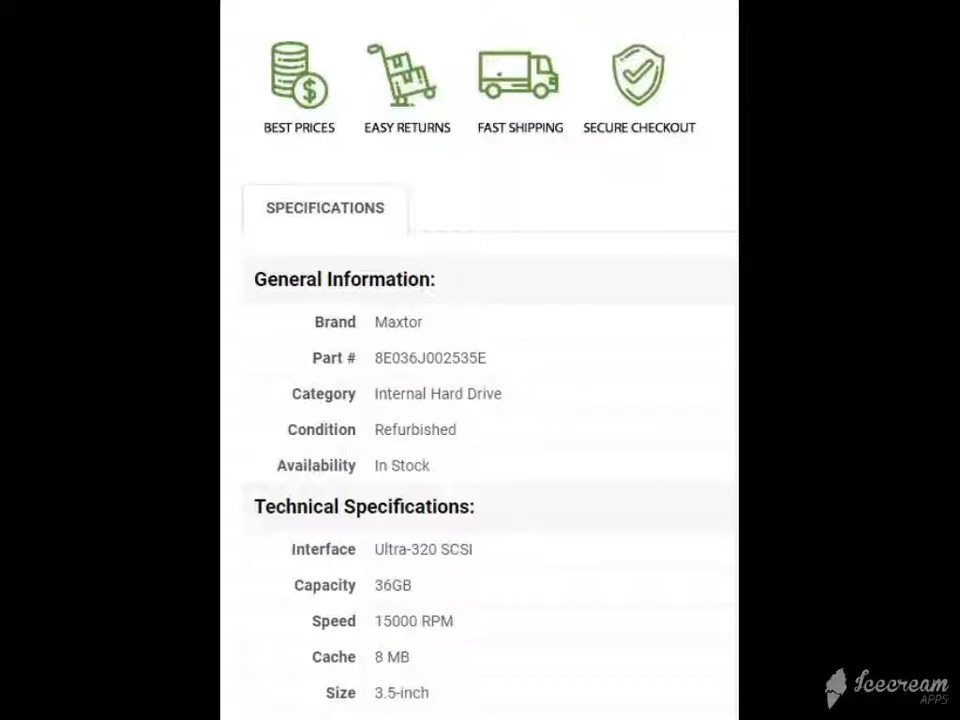 BEST PRICES EASY RETURNS FAST SHIPPING SECURE CHECKOUT
SPECIFICATIONS
General Information:
Brand Maxtor
Part # 8E036J002535E
Category Internal Hard Drive
Condition Refurbished
Availability In Stock
Technical Specifications:
Interface Ultra-320 SCSI
Capacity 36GB
Speed 15000 RPM
Cache 8 MB
Size 3.5-inch
Icecream
APPS